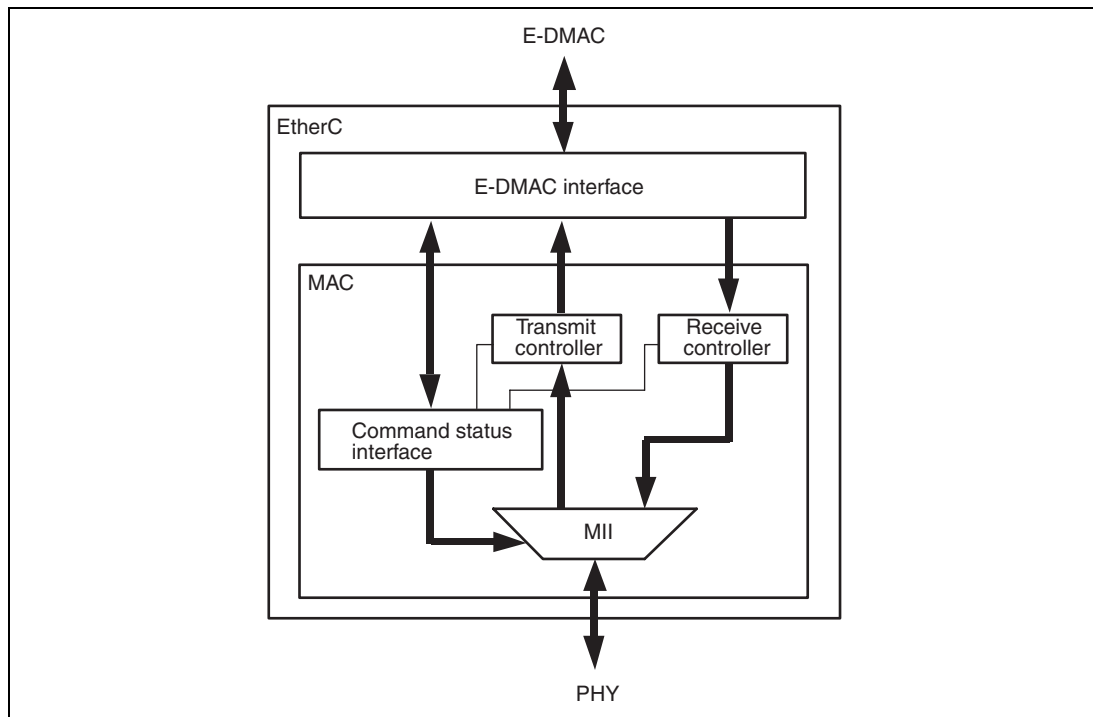 E-DMAC
EtherC
E-DMAC interface
MAC
Transmit
controller
Receive
controller
Command status
interface
MII
PHY